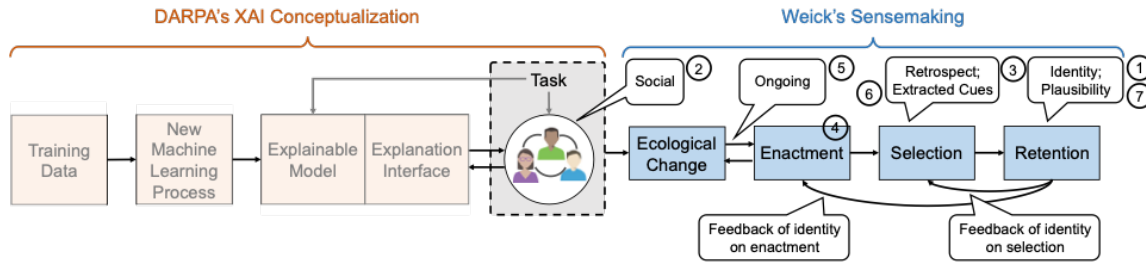 DARPA's XAI Conceptualization
Weick's Sensemaking
Training
Data
New
Machine
Learning
Process
Explainable
Model
Explanation
Interface
Task
Social
2
Ongoing
5
Retrospect;
Extracted Cues
6
3
Identity;
Plausibility
1
7
Ecological
Change
Enactment
4
Selection
Retention
Feedback of identity
on enactment
Feedback of identity
on selection